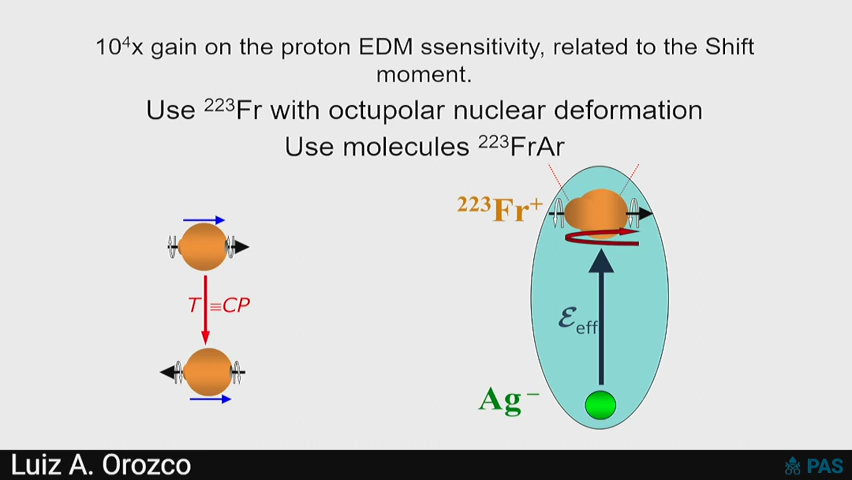 10⁴x gain on the proton EDM ssensitivity, related to the Shift
moment.
Use ²²³Fr with octupolar nuclear deformation
Use molecules ²²³FrAr
²²³Fr⁺
T ≡CP
ℰeff
Ag⁻
Luiz A. Orozco
PAS